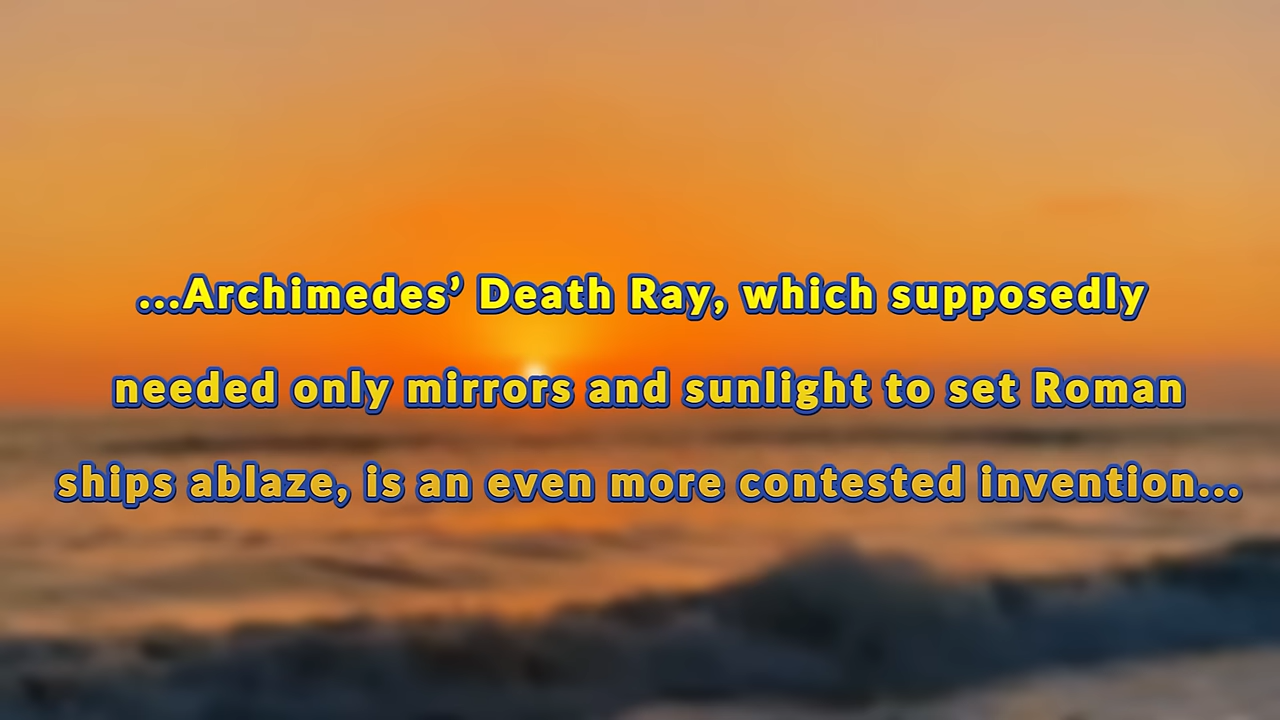 ...Archimedes’ Death Ray, which supposedly
needed only mirrors and sunlight to set Roman
ships ablaze, is an even more contested invention...